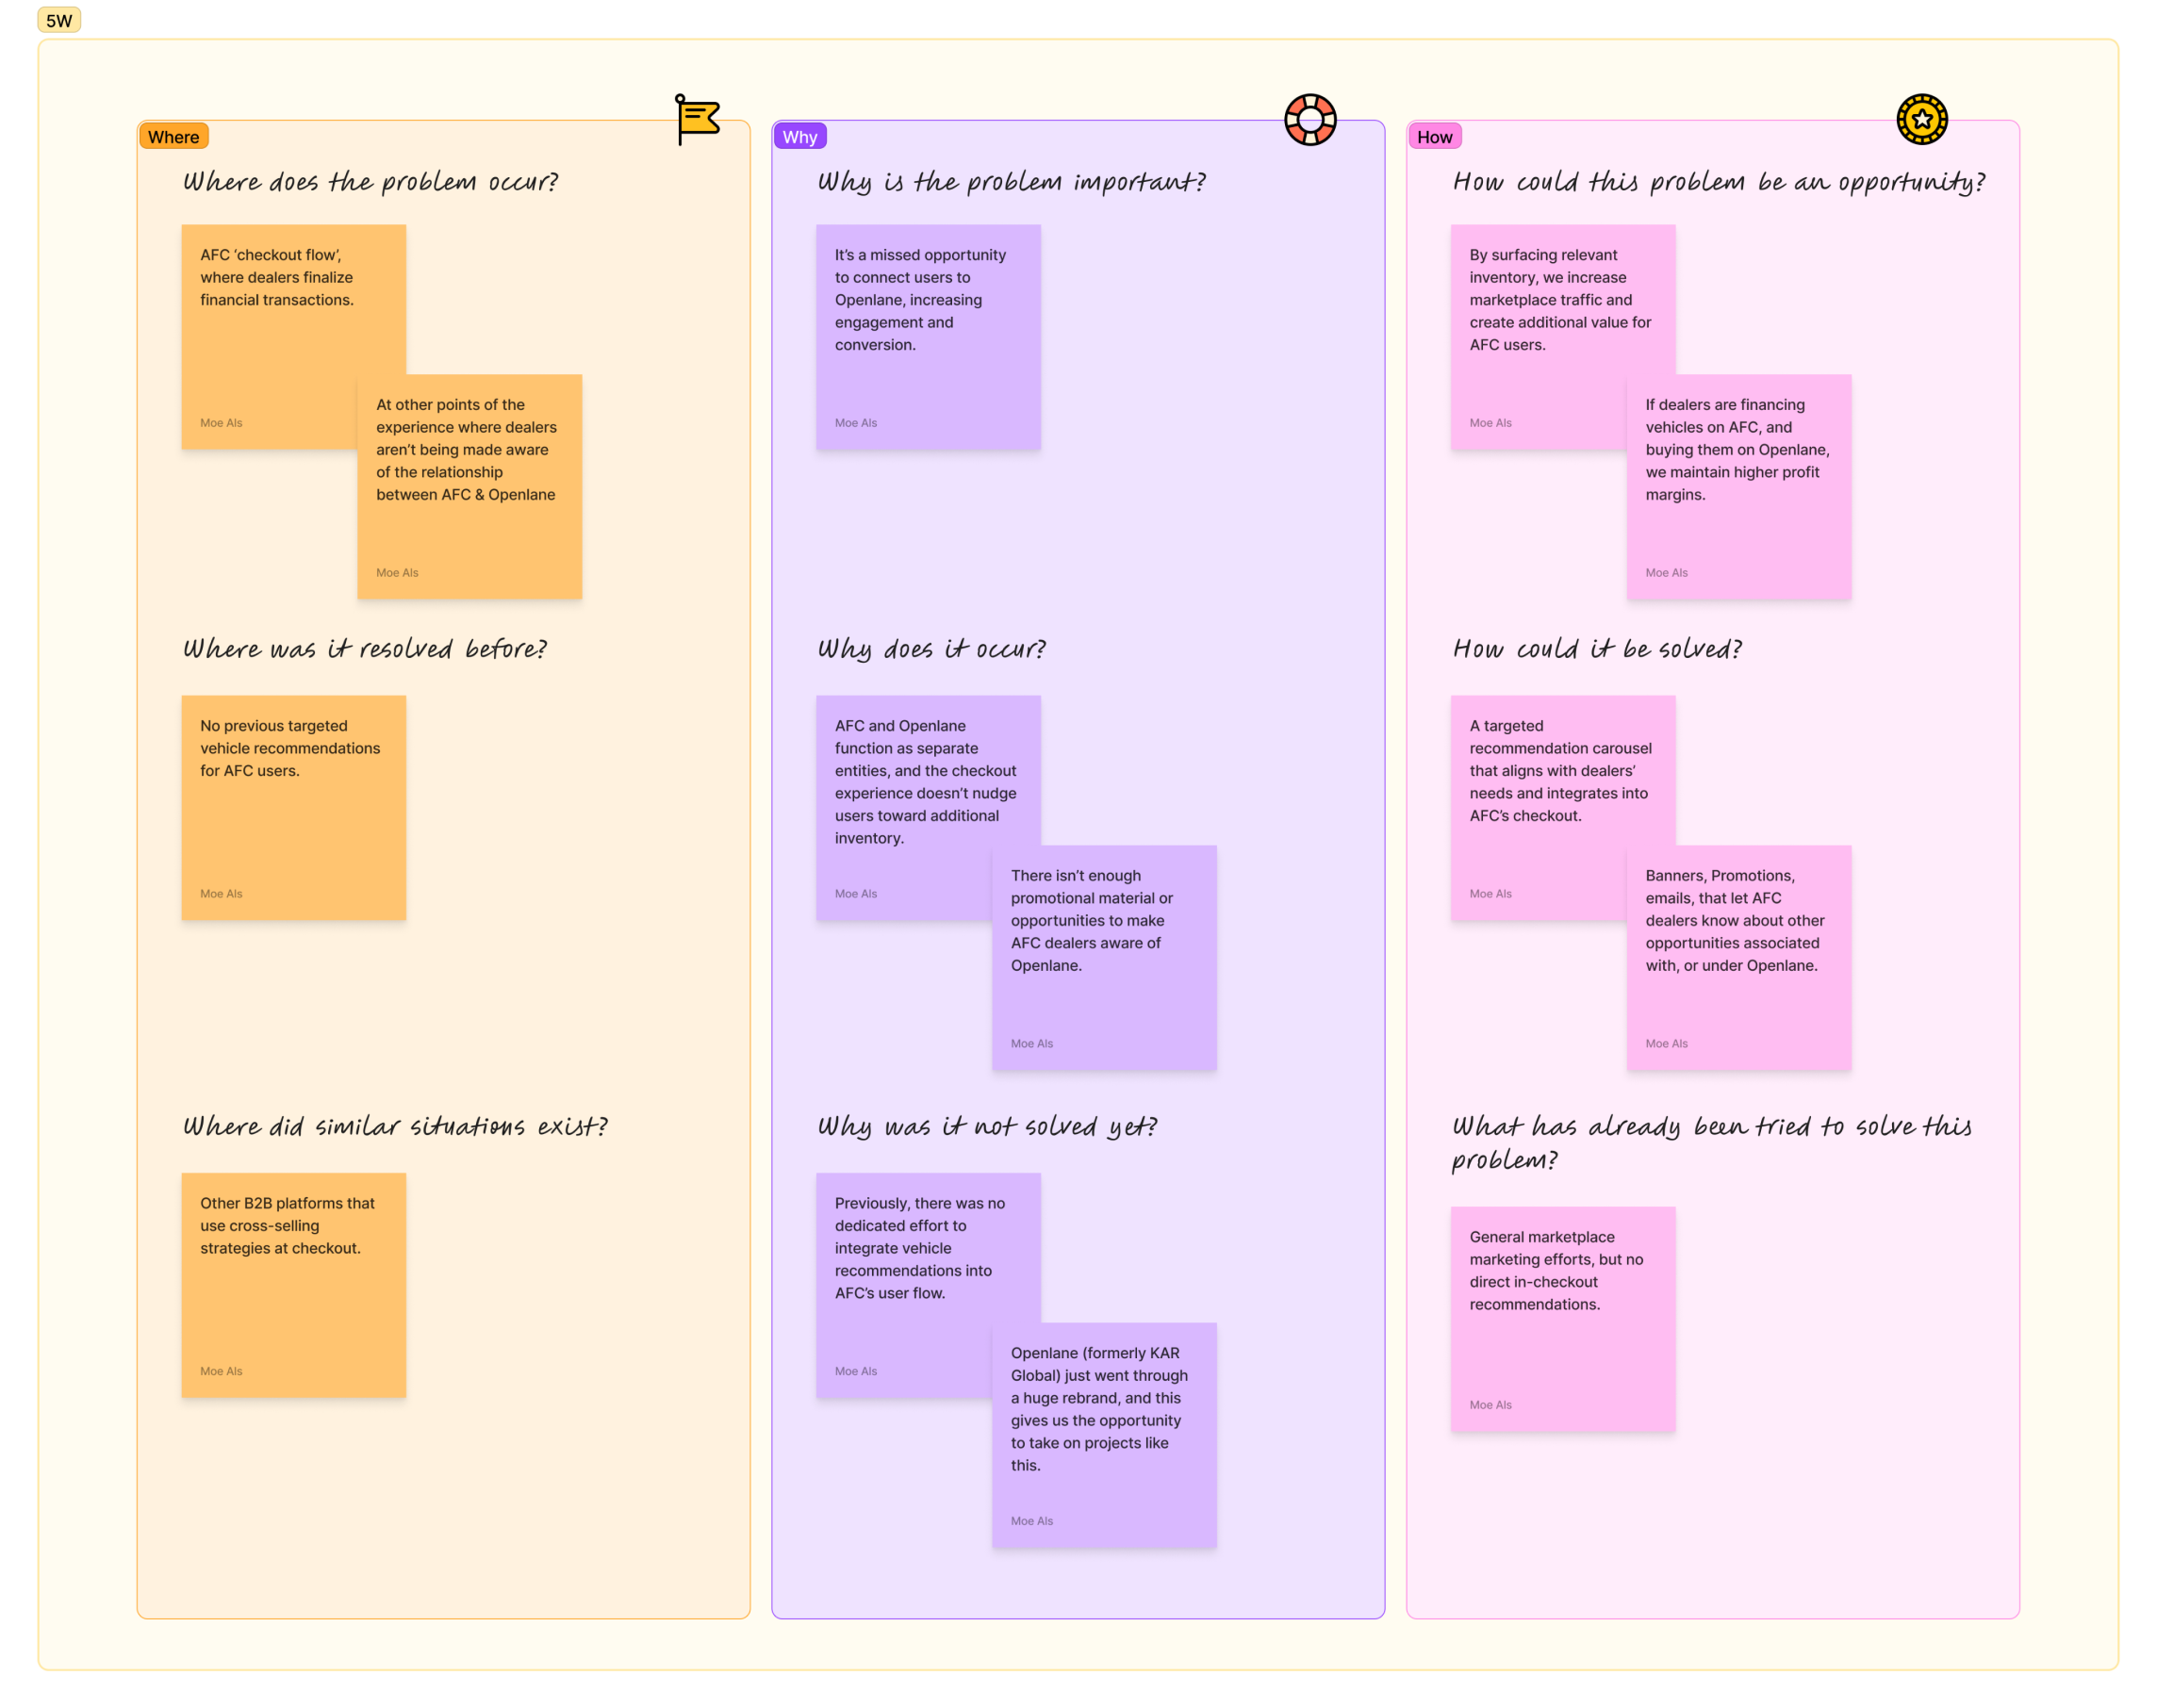 5W
Where
Where does the problem occur?
AFC ‘checkout flow’,
where dealers finalize
financial transactions.
Moe Als
At other points of the
experience where dealers
aren’t being made aware
of the relationship
between AFC & Openlane
Moe Als
Where was it resolved before?
No previous targeted
vehicle recommendations
for AFC users.
Moe Als
Where did similar situations exist?
Other B2B platforms that
use cross-selling
strategies at checkout.
Moe Als
Why
Why is the problem important?
It’s a missed opportunity
to connect users to
Openlane, increasing
engagement and
conversion.
Moe Als
Why does it occur?
AFC and Openlane
function as separate
entities, and the checkout
experience doesn’t nudge
users toward additional
inventory.
Moe Als
There isn’t enough
promotional material or
opportunities to make
AFC dealers aware of
Openlane.
Moe Als
Why was it not solved yet?
Previously, there was no
dedicated effort to
integrate vehicle
recommendations into
AFC’s user flow.
Moe Als
Openlane (formerly KAR
Global) just went through
a huge rebrand, and this
gives us the opportunity
to take on projects like
this.
Moe Als
How
How could this problem be an opportunity?
By surfacing relevant
inventory, we increase
marketplace traffic and
create additional value for
AFC users.
Moe Als
If dealers are financing
vehicles on AFC, and
buying them on Openlane,
we maintain higher profit
margins.
Moe Als
How could it be solved?
A targeted
recommendation carousel
that aligns with dealers’
needs and integrates into
AFC’s checkout.
Moe Als
Banners, Promotions,
emails, that let AFC
dealers know about other
opportunities associated
with, or under Openlane.
Moe Als
What has already been tried to solve this
problem?
General marketplace
marketing efforts, but no
direct in-checkout
recommendations.
Moe Als